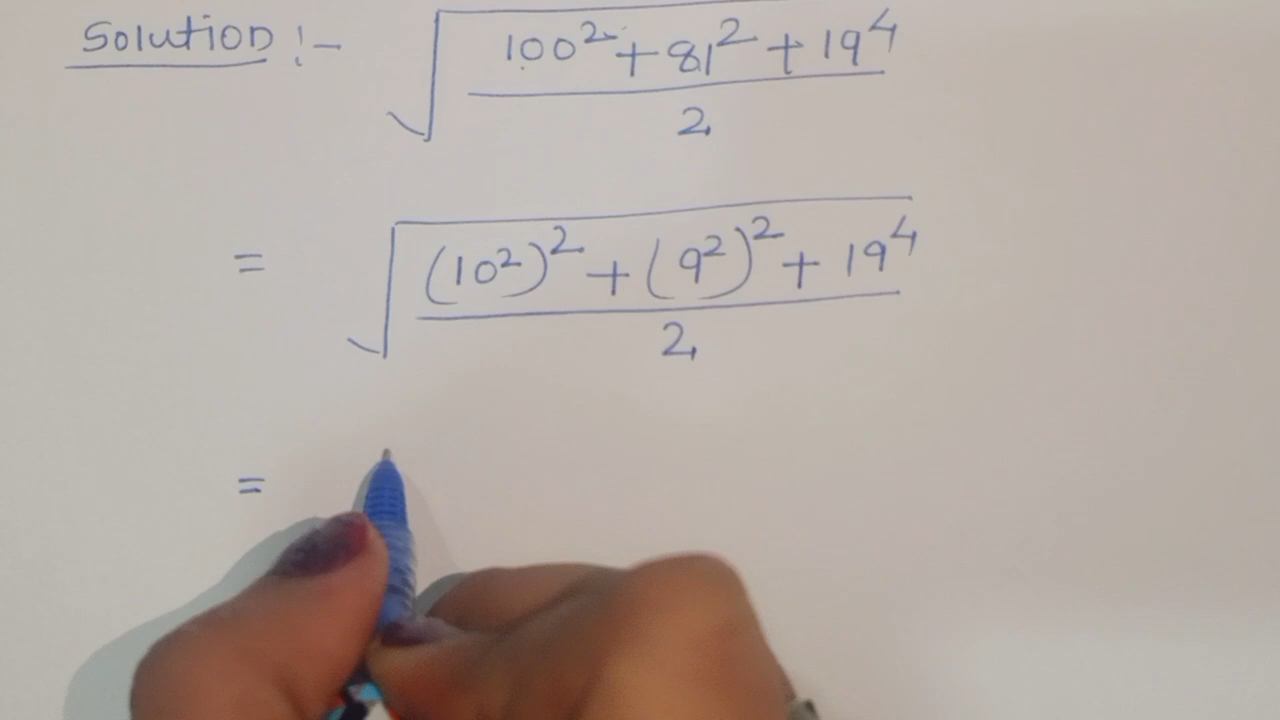 Solution :- √((100² + 81² + 19⁴)/2)
= √(((10²)² + (9²)² + 19⁴)/2)
=